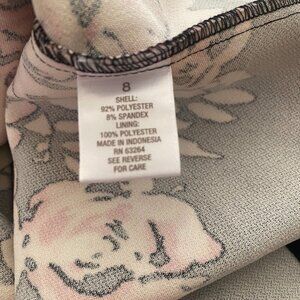 8
SHELL:
92% POLYESTER
8% SPANDEX
LINING:
100% POLYESTER
MADE IN INDONESIA
RN 63264
SEE REVERSE
FOR CARE